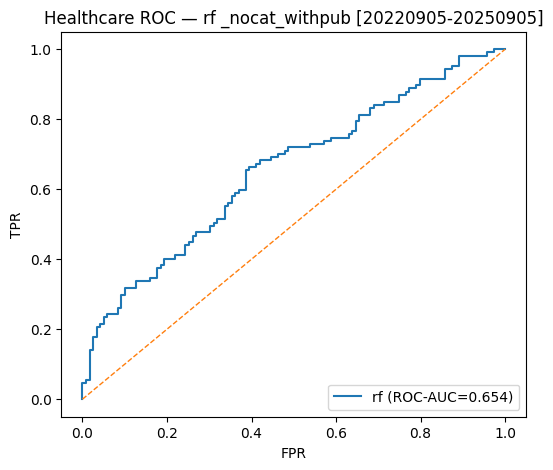 Healthcare ROC — rf _nocat_withpub [20220905-20250905]
1.0
0.8
0.6
0.4
0.2
0.0
TPR
0.0 0.2 0.4 0.6 0.8 1.0
FPR
rf (ROC-AUC=0.654)